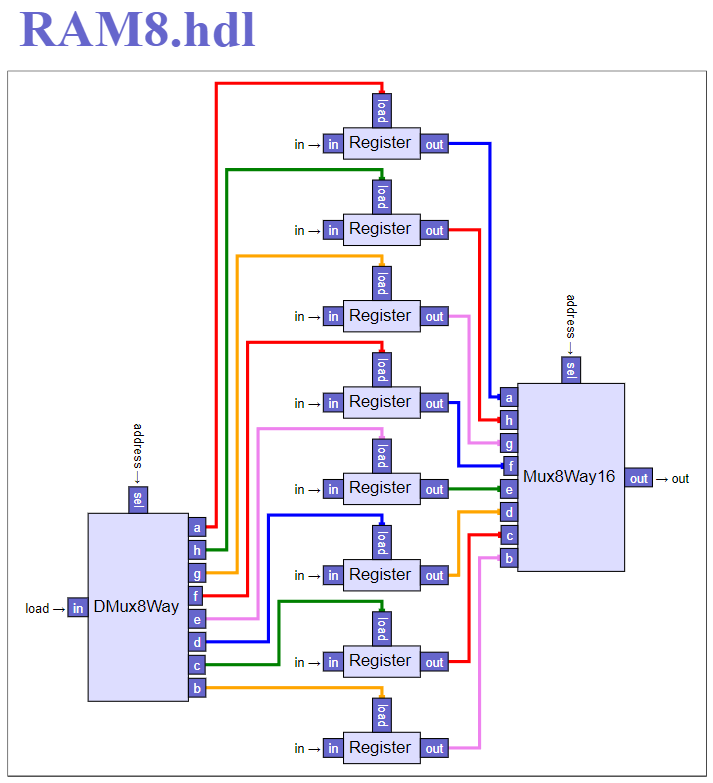 RAM8.hdl
load
in → in Register out
load
in → in Register out
load
in → in Register out
load
in → in Register out
load
in → in Register out
load
in → in Register out
load
in → in Register out
load
in → in Register out
address →
sel
a
h
g
f
e
d
c
b
Mux8Way16
out → out
address →
sel
load → in DMux8Way
a
h
g
f
e
d
c
b